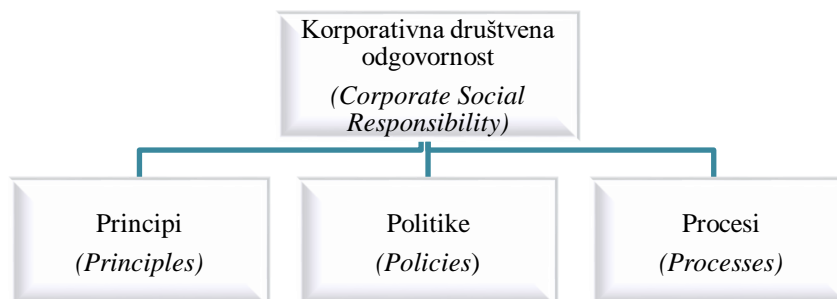 Korporativna društvena
odgovornost
(Corporate Social
Responsibility)
Principi
(Principles)
Politike
(Policies)
Procesi
(Processes)